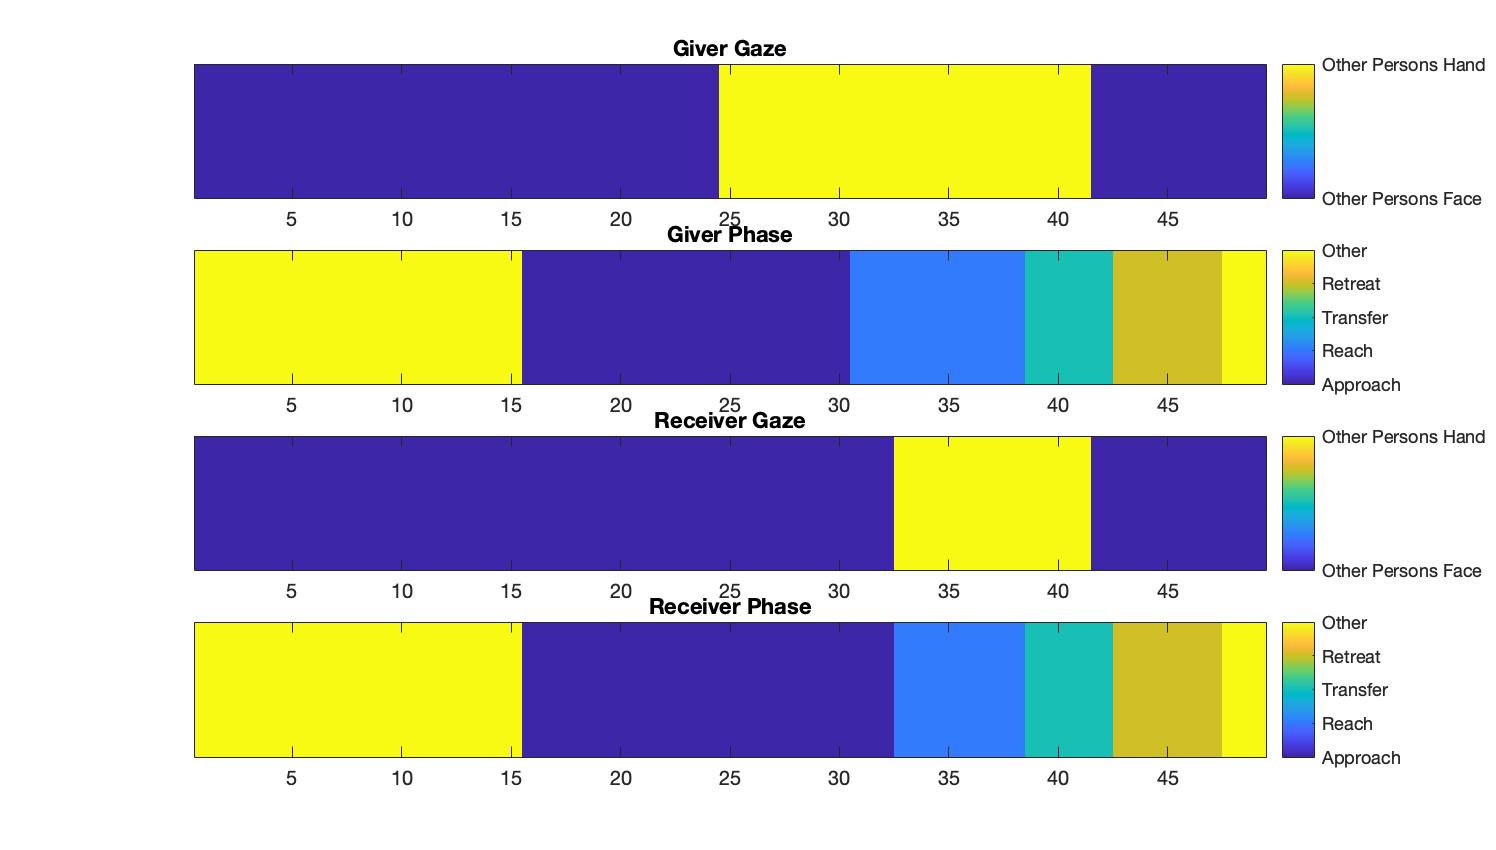 Giver Gaze
Other Persons Hand
Other Persons Face
5 10 15 20 25 30 35 40 45
Giver Phase
Other
Retreat
Transfer
Reach
Approach
5 10 15 20 25 30 35 40 45
Receiver Gaze
Other Persons Hand
Other Persons Face
5 10 15 20 25 30 35 40 45
Receiver Phase
Other
Retreat
Transfer
Reach
Approach
5 10 15 20 25 30 35 40 45